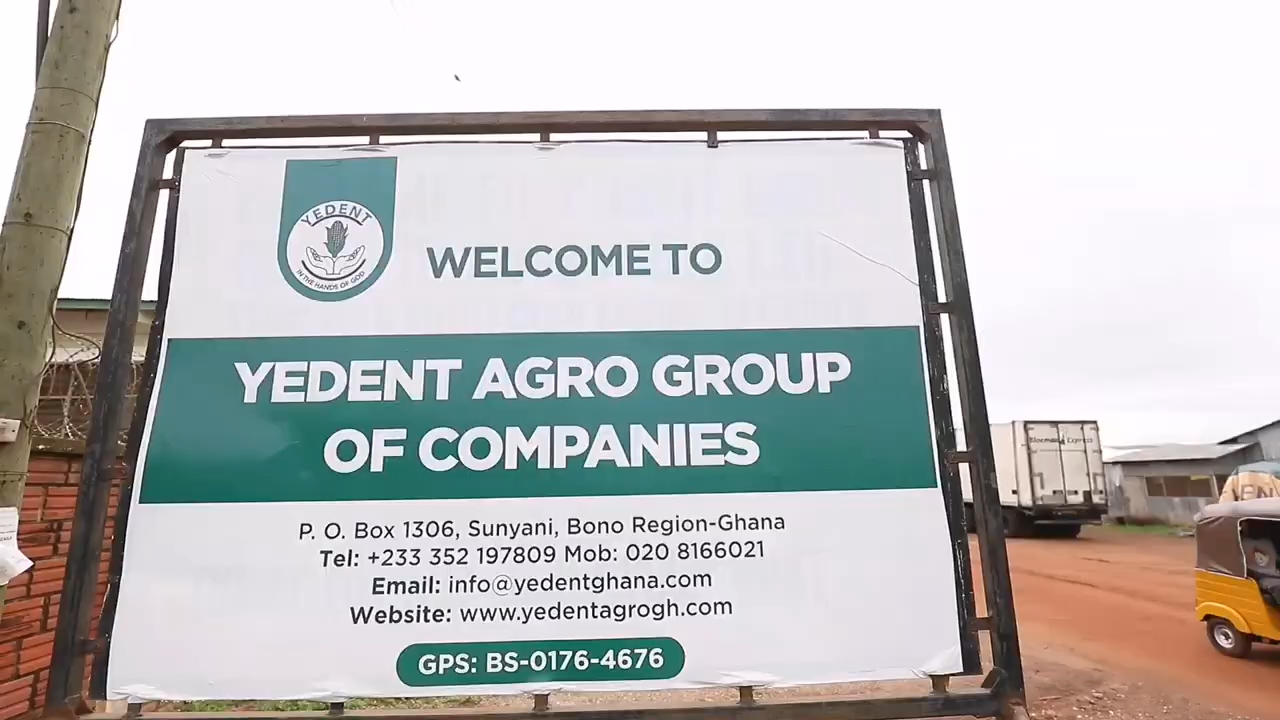 YEDENT
IN THE HANDS OF GOD
WELCOME TO
YEDENT AGRO GROUP
OF COMPANIES
P. O. Box 1306, Sunyani, Bono Region-Ghana
Tel: +233 352 197809 Mob: 020 8166021
Email: info@yedentghana.com
Website: www.yedentagrogh.com
GPS: BS-0176-4676
Express